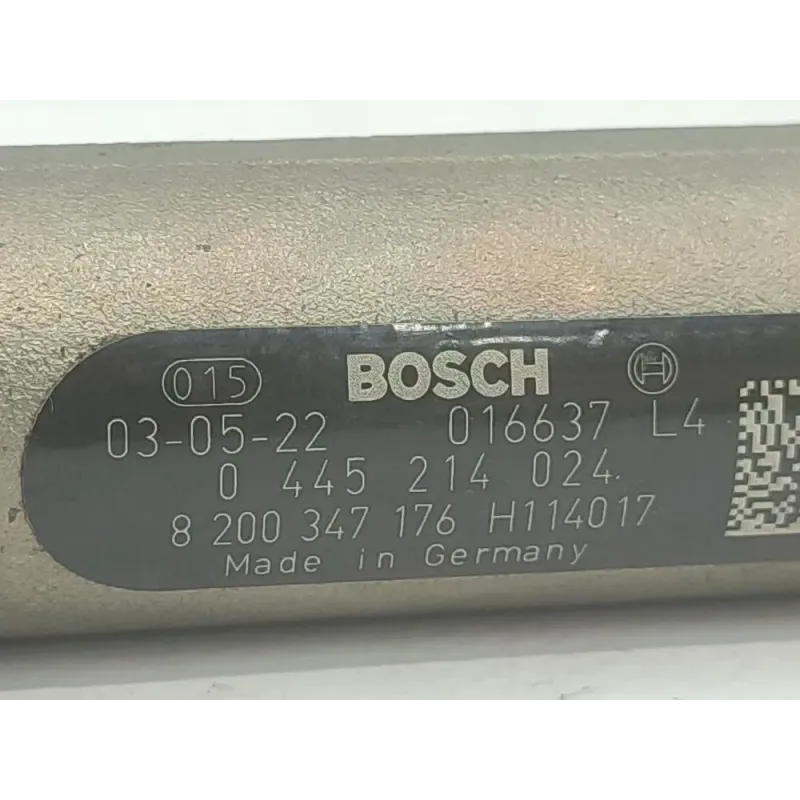 015 BOSCH
03-05-22 016637 L4
0 445 214 024
8 200 347 176 H114017
Made in Germany